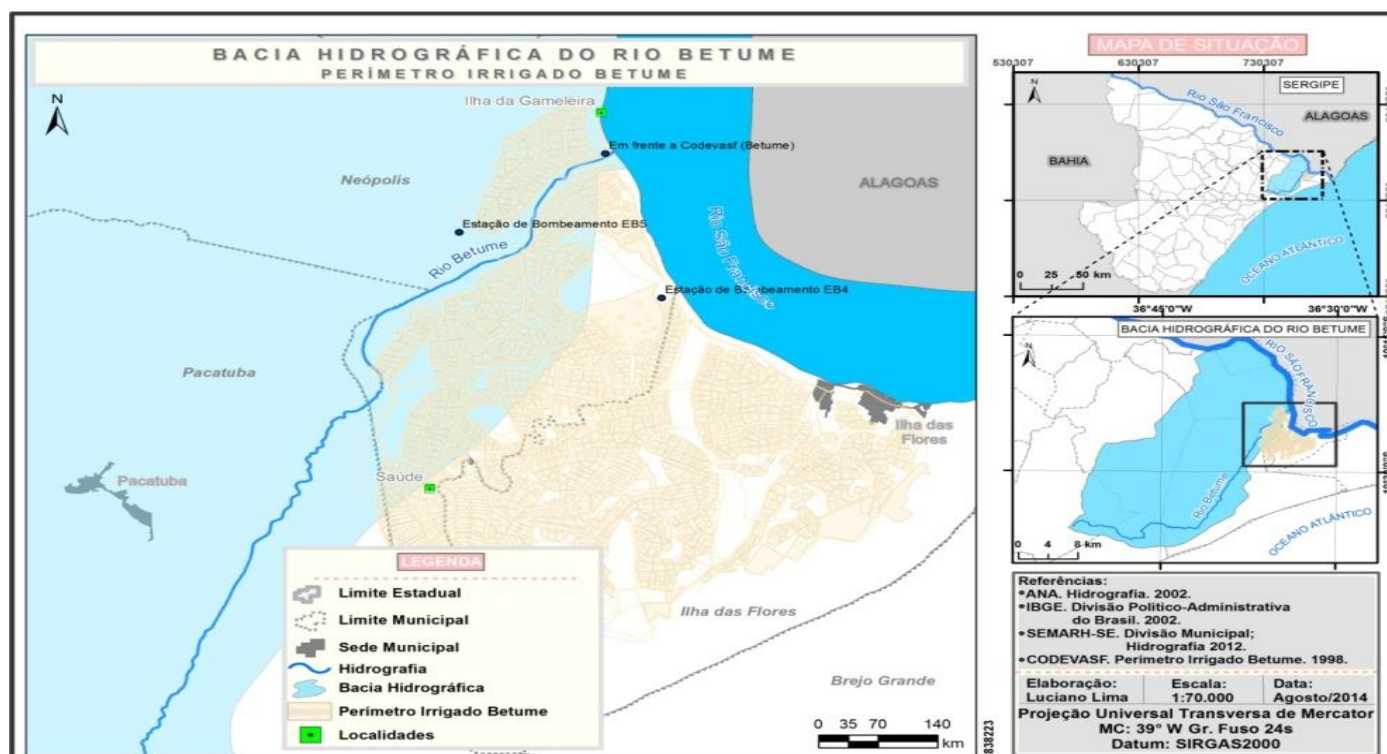 BACIA HIDROGRÁFICA DO RIO BETUME
PERÍMETRO IRRIGADO BETUME
N
Ilha da Gameleira
Em frente a Codevasf (Betume)
Neópolis
ALAGOAS
Estação de Bombeamento EB5
Rio Betume
Rio São Francisco
Estação de Bombeamento EB4
Pacatuba
Ilha das
Flores
Saúde
Pacatuba
Ilha das Flores
Brejo Grande
LEGENDA
Limite Estadual
Limite Municipal
Sede Municipal
Hidrografia
Bacia Hidrográfica
Perímetro Irrigado Betume
Localidades
0 35 70 140
km
MAPA DE SITUAÇÃO
530307 630307 730307
N
SERGIPE
Rio São Francisco
ALAGOAS
BAHIA
OCEANO ATLÂNTICO
0 25 50 km
36°45'0"W 36°30'0"W
BACIA HIDROGRÁFICA DO RIO BETUME
N
RIO SÃO FRANCISCO
Rio Betume
OCEANO ATLÂNTICO
0 4 8 km
838223
Referências:
•ANA. Hidrografia. 2002.
•IBGE. Divisão Político-Administrativa
do Brasil. 2002.
•SEMARH-SE. Divisão Municipal;
Hidrografia 2012.
•CODEVASF. Perímetro Irrigado Betume. 1998.
Elaboração: Escala: Data:
Luciano Lima 1:70.000 Agosto/2014
Projeção Universal Transversa de Mercator
MC: 39° W Gr. Fuso 24s
Datum: SIRGAS2000